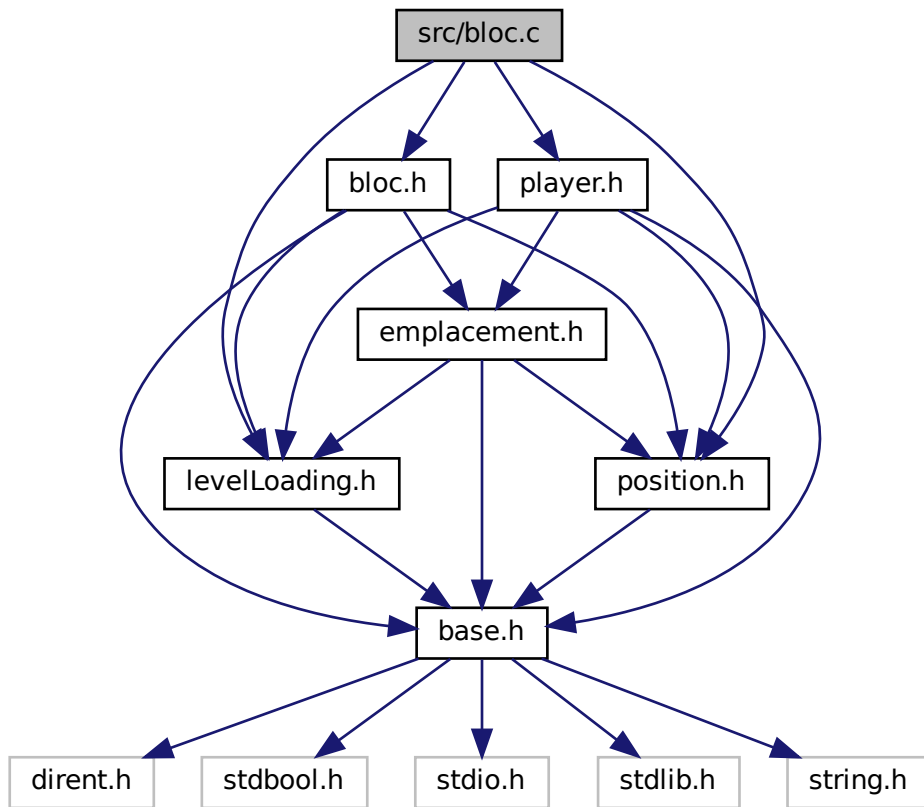 src/bloc.c
bloc.h
player.h
emplacement.h
levelLoading.h
position.h
base.h
dirent.h
stdbool.h
stdio.h
stdlib.h
string.h